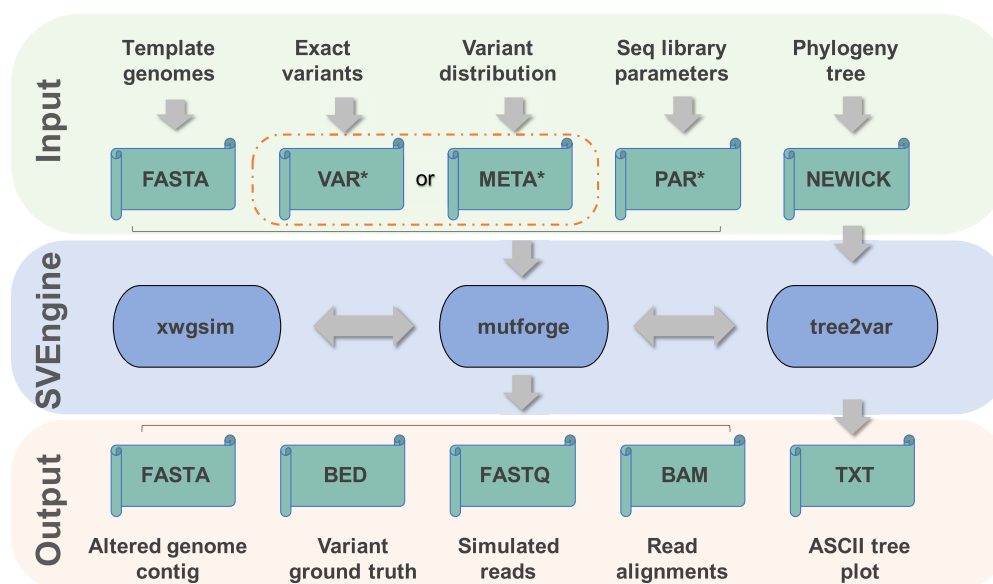 Input
Template
genomes
Exact
variants
Variant
distribution
Seq library
parameters
Phylogeny
tree
FASTA
VAR*
or
META*
PAR*
NEWICK
SVEngine
xwgsim
mutforge
tree2var
Output
FASTA
BED
FASTQ
BAM
TXT
Altered genome
contig
Variant
ground truth
Simulated
reads
Read
alignments
ASCII tree
plot